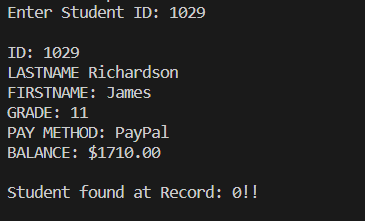 Enter Student ID: 1029
ID: 1029
LASTNAME Richardson
FIRSTNAME: James
GRADE: 11
PAY METHOD: PayPal
BALANCE: $1710.00
Student found at Record: 0!!